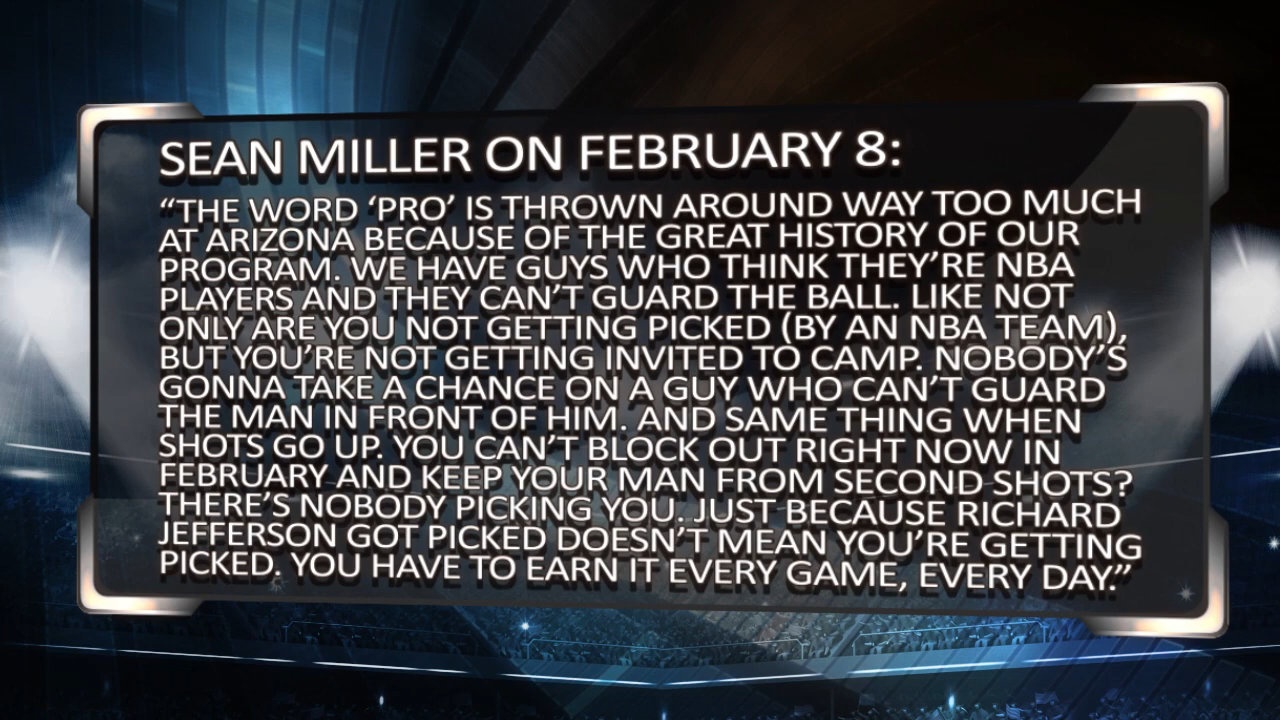 SEAN MILLER ON FEBRUARY 8:
“THE WORD ‘PRO’ IS THROWN AROUND WAY TOO MUCH
AT ARIZONA BECAUSE OF THE GREAT HISTORY OF OUR
PROGRAM. WE HAVE GUYS WHO THINK THEY’RE NBA
PLAYERS AND THEY CAN’T GUARD THE BALL. LIKE NOT
ONLY ARE YOU NOT GETTING PICKED (BY AN NBA TEAM),
BUT YOU’RE NOT GETTING INVITED TO CAMP. NOBODY’S
GONNA TAKE A CHANCE ON A GUY WHO CAN’T GUARD
THE MAN IN FRONT OF HIM. AND SAME THING WHEN
SHOTS GO UP. YOU CAN’T BLOCK OUT RIGHT NOW IN
FEBRUARY AND KEEP YOUR MAN FROM SECOND SHOTS?
THERE’S NOBODY PICKING YOU. JUST BECAUSE RICHARD
JEFFERSON GOT PICKED DOESN’T MEAN YOU’RE GETTING
PICKED. YOU HAVE TO EARN IT EVERY GAME, EVERY DAY.”